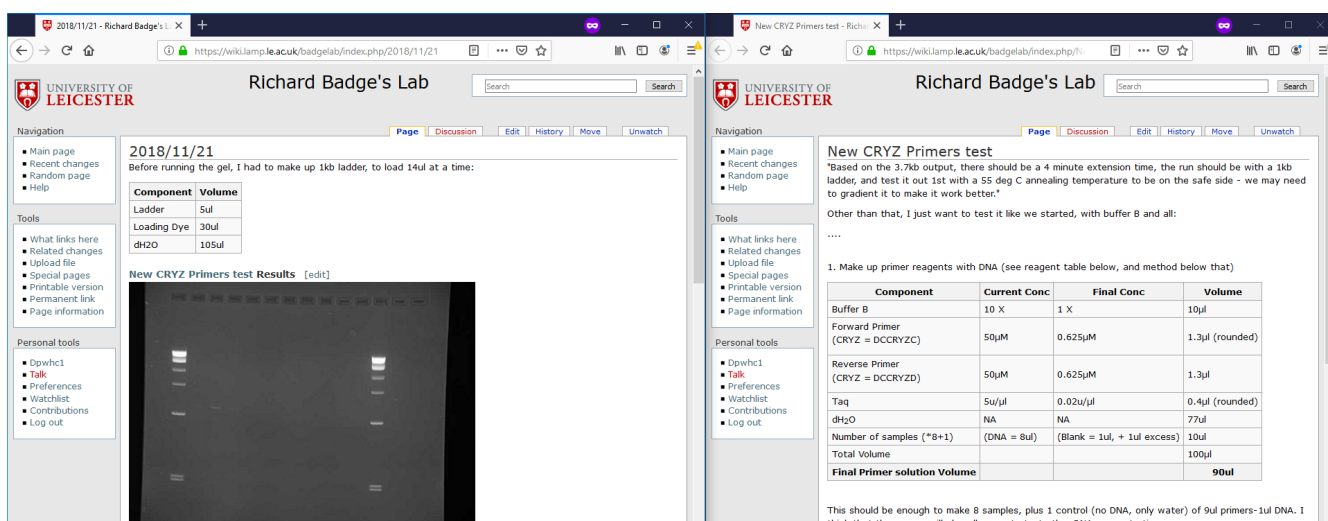 2018/11/21 - Richard Badge's L
https://wiki.lamp.le.ac.uk/badgelab/index.php/2018/11/21
UNIVERSITY OF
LEICESTER
Richard Badge's Lab
Search
Search
Navigation
Main page
Recent changes
Random page
Help
Tools
What links here
Related changes
Upload file
Special pages
Printable version
Permanent link
Page information
Personal tools
Dpwhc1
Talk
Preferences
Watchlist
Contributions
Log out
Page Discussion Edit History Move Unwatch
2018/11/21
Before running the gel, I had to make up 1kb ladder, to load 14ul at a time:
Component Volume
Ladder 5ul
Loading Dye 30ul
dH2O 105ul
New CRYZ Primers test Results [edit]
New CRYZ Primers test - Richa
https://wiki.lamp.le.ac.uk/badgelab/index.php/N
UNIVERSITY OF
LEICESTER
Richard Badge's Lab
Search
Search
Navigation
Main page
Recent changes
Random page
Help
Tools
What links here
Related changes
Upload file
Special pages
Printable version
Permanent link
Page information
Personal tools
Dpwhc1
Talk
Preferences
Watchlist
Contributions
Log out
Page Discussion Edit History Move Unwatch
New CRYZ Primers test
"Based on the 3.7kb output, there should be a 4 minute extension time, the run should be with a 1kb
ladder, and test it out 1st with a 55 deg C annealing temperature to be on the safe side - we may need
to gradient it to make it work better."
Other than that, I just want to test it like we started, with buffer B and all:
....
1. Make up primer reagents with DNA (see reagent table below, and method below that)
Component Current Conc Final Conc Volume
Buffer B 10 X 1 X 10µl
Forward Primer
(CRYZ = DCCRYZC) 50µM 0.625µM 1.3µl (rounded)
Reverse Primer
(CRYZ = DCCRYZD) 50µM 0.625µM 1.3µl
Taq 5u/µl 0.02u/µl 0.4µl (rounded)
dH2O NA NA 77ul
Number of samples (*8+1) (DNA = 8ul) (Blank = 1ul, + 1ul excess) 10ul
Total Volume 100µl
Final Primer solution Volume 90ul
This should be enough to make 8 samples, plus 1 control (no DNA, only water) of 9ul primers-1ul DNA. I